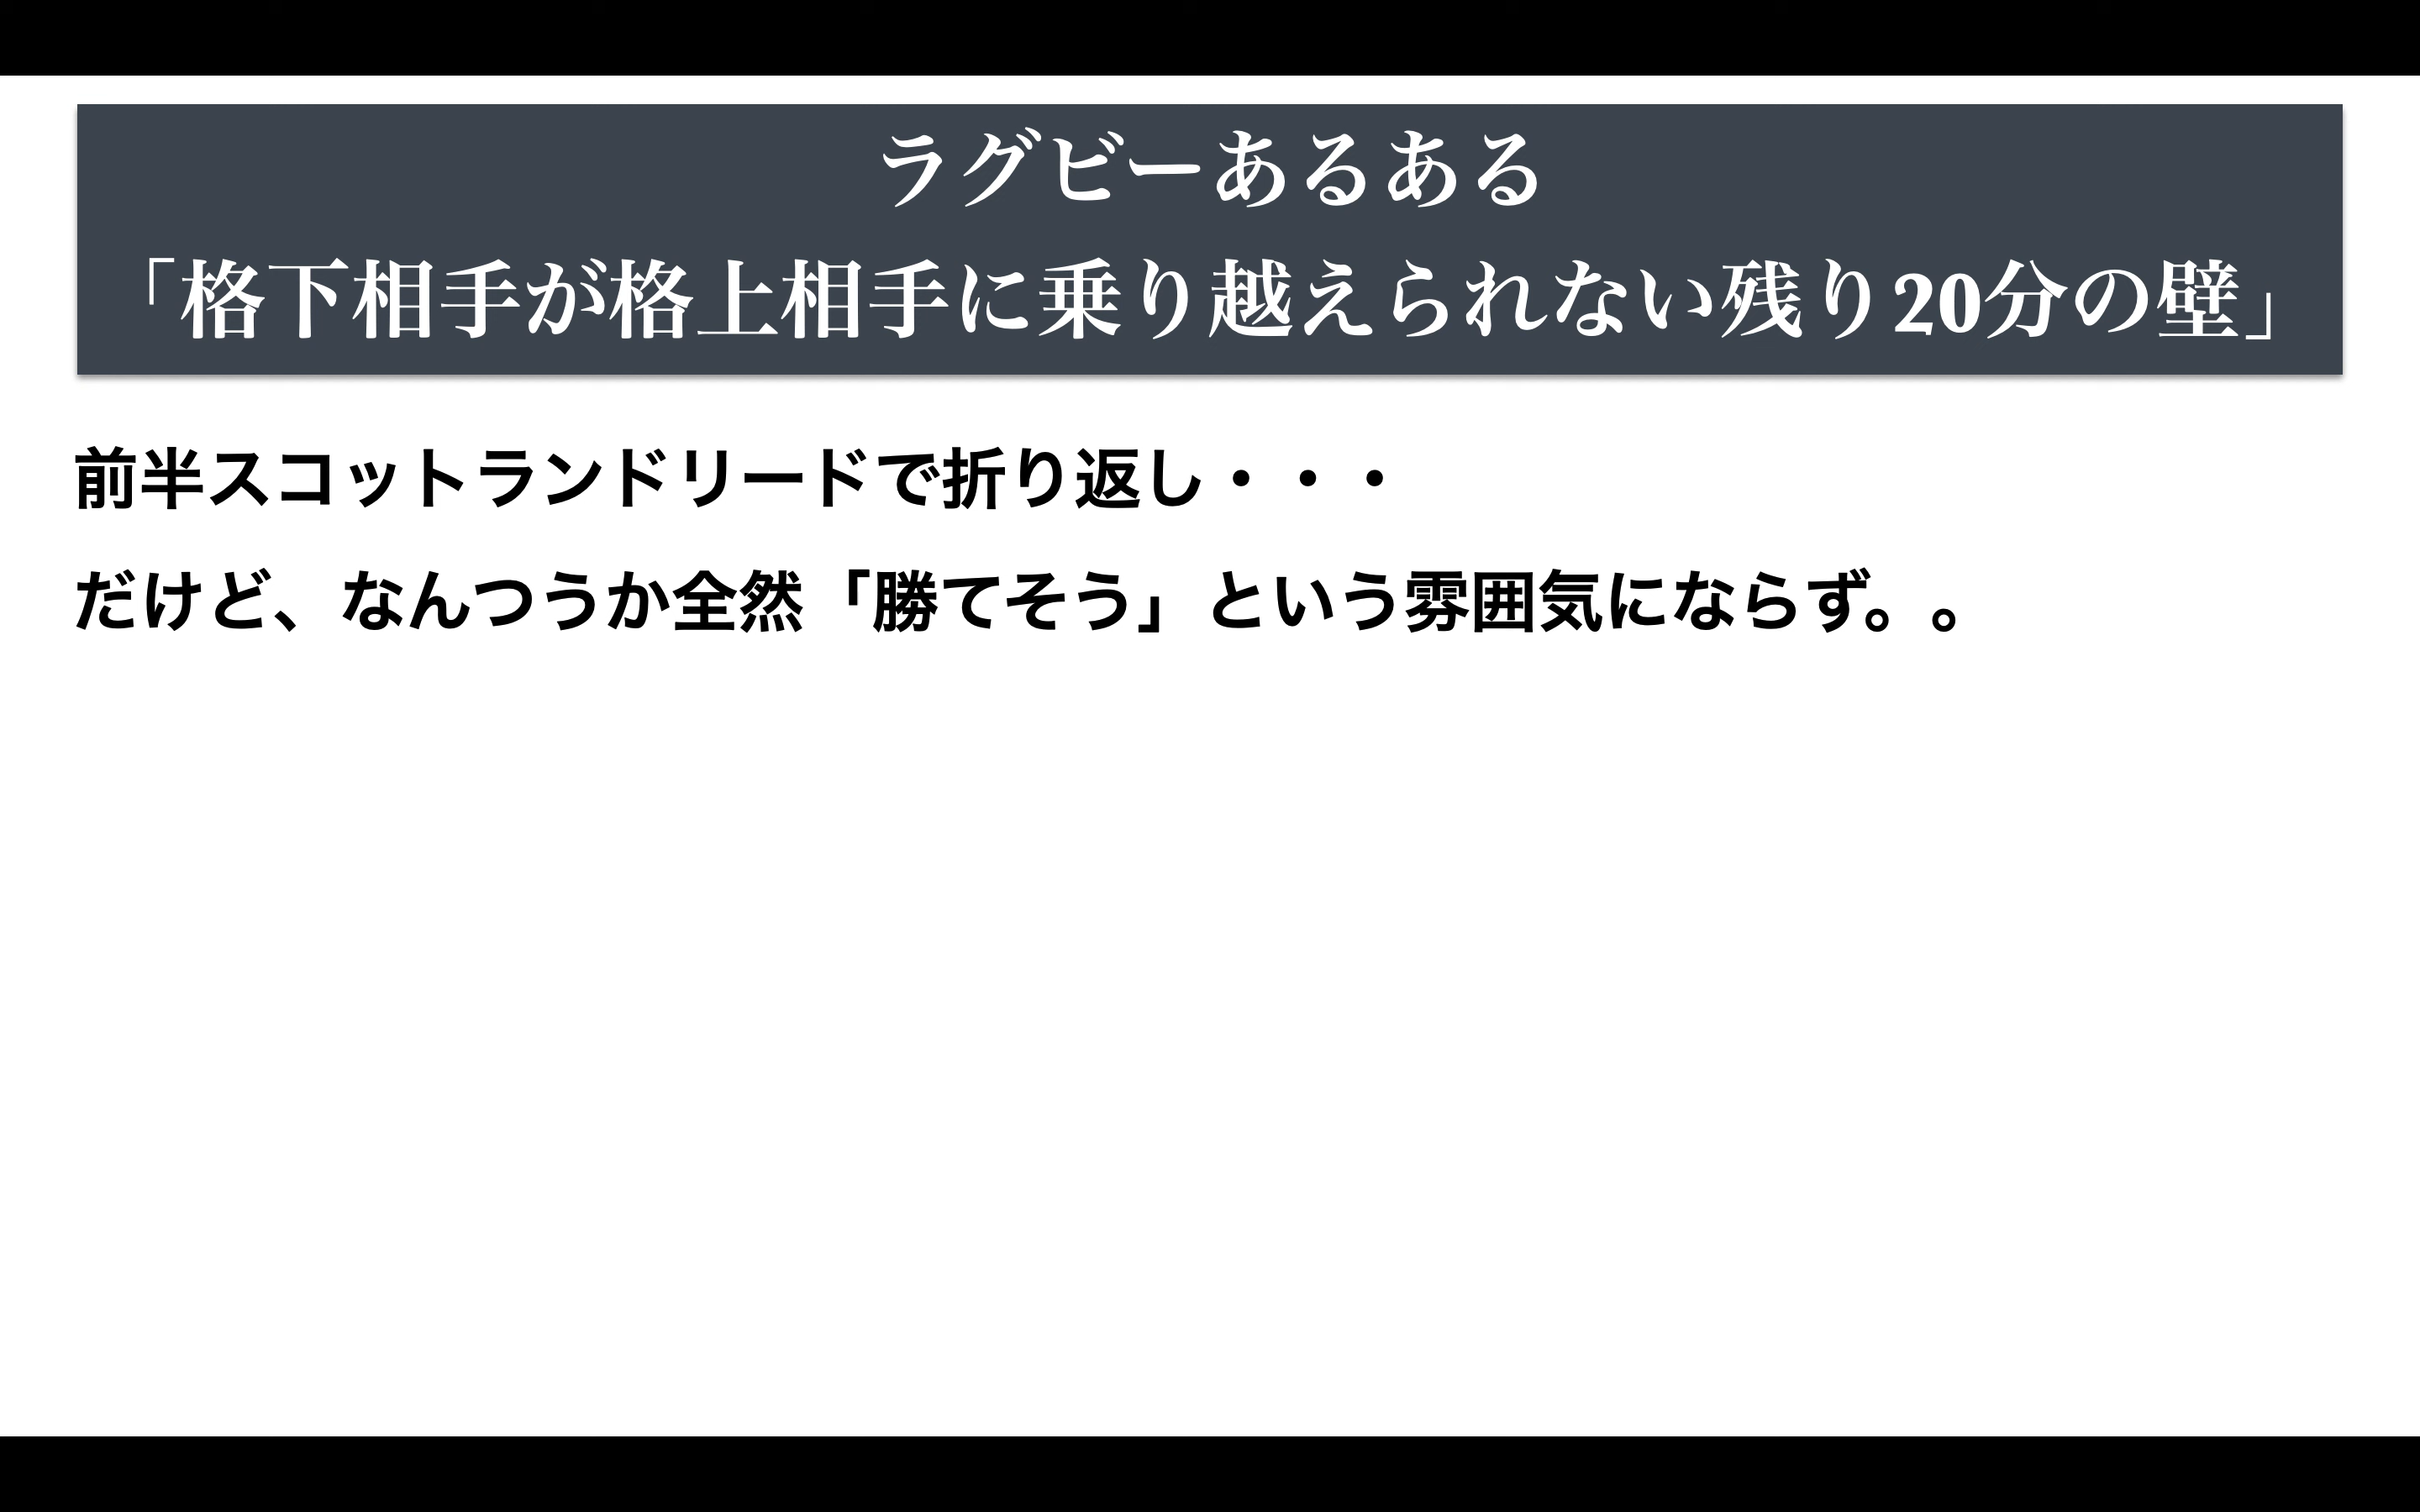 ラグビーあるある
「格下相手が格上相手に乗り越えられない残り20分の壁」
前半スコットランドリードで折り返し・・・
だけど、なんつうか全然「勝てそう」という雰囲気にならず。。